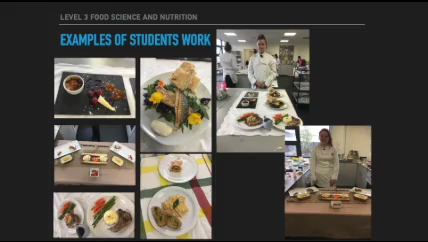 LEVEL 3 FOOD SCIENCE AND NUTRITION
EXAMPLES OF STUDENTS WORK